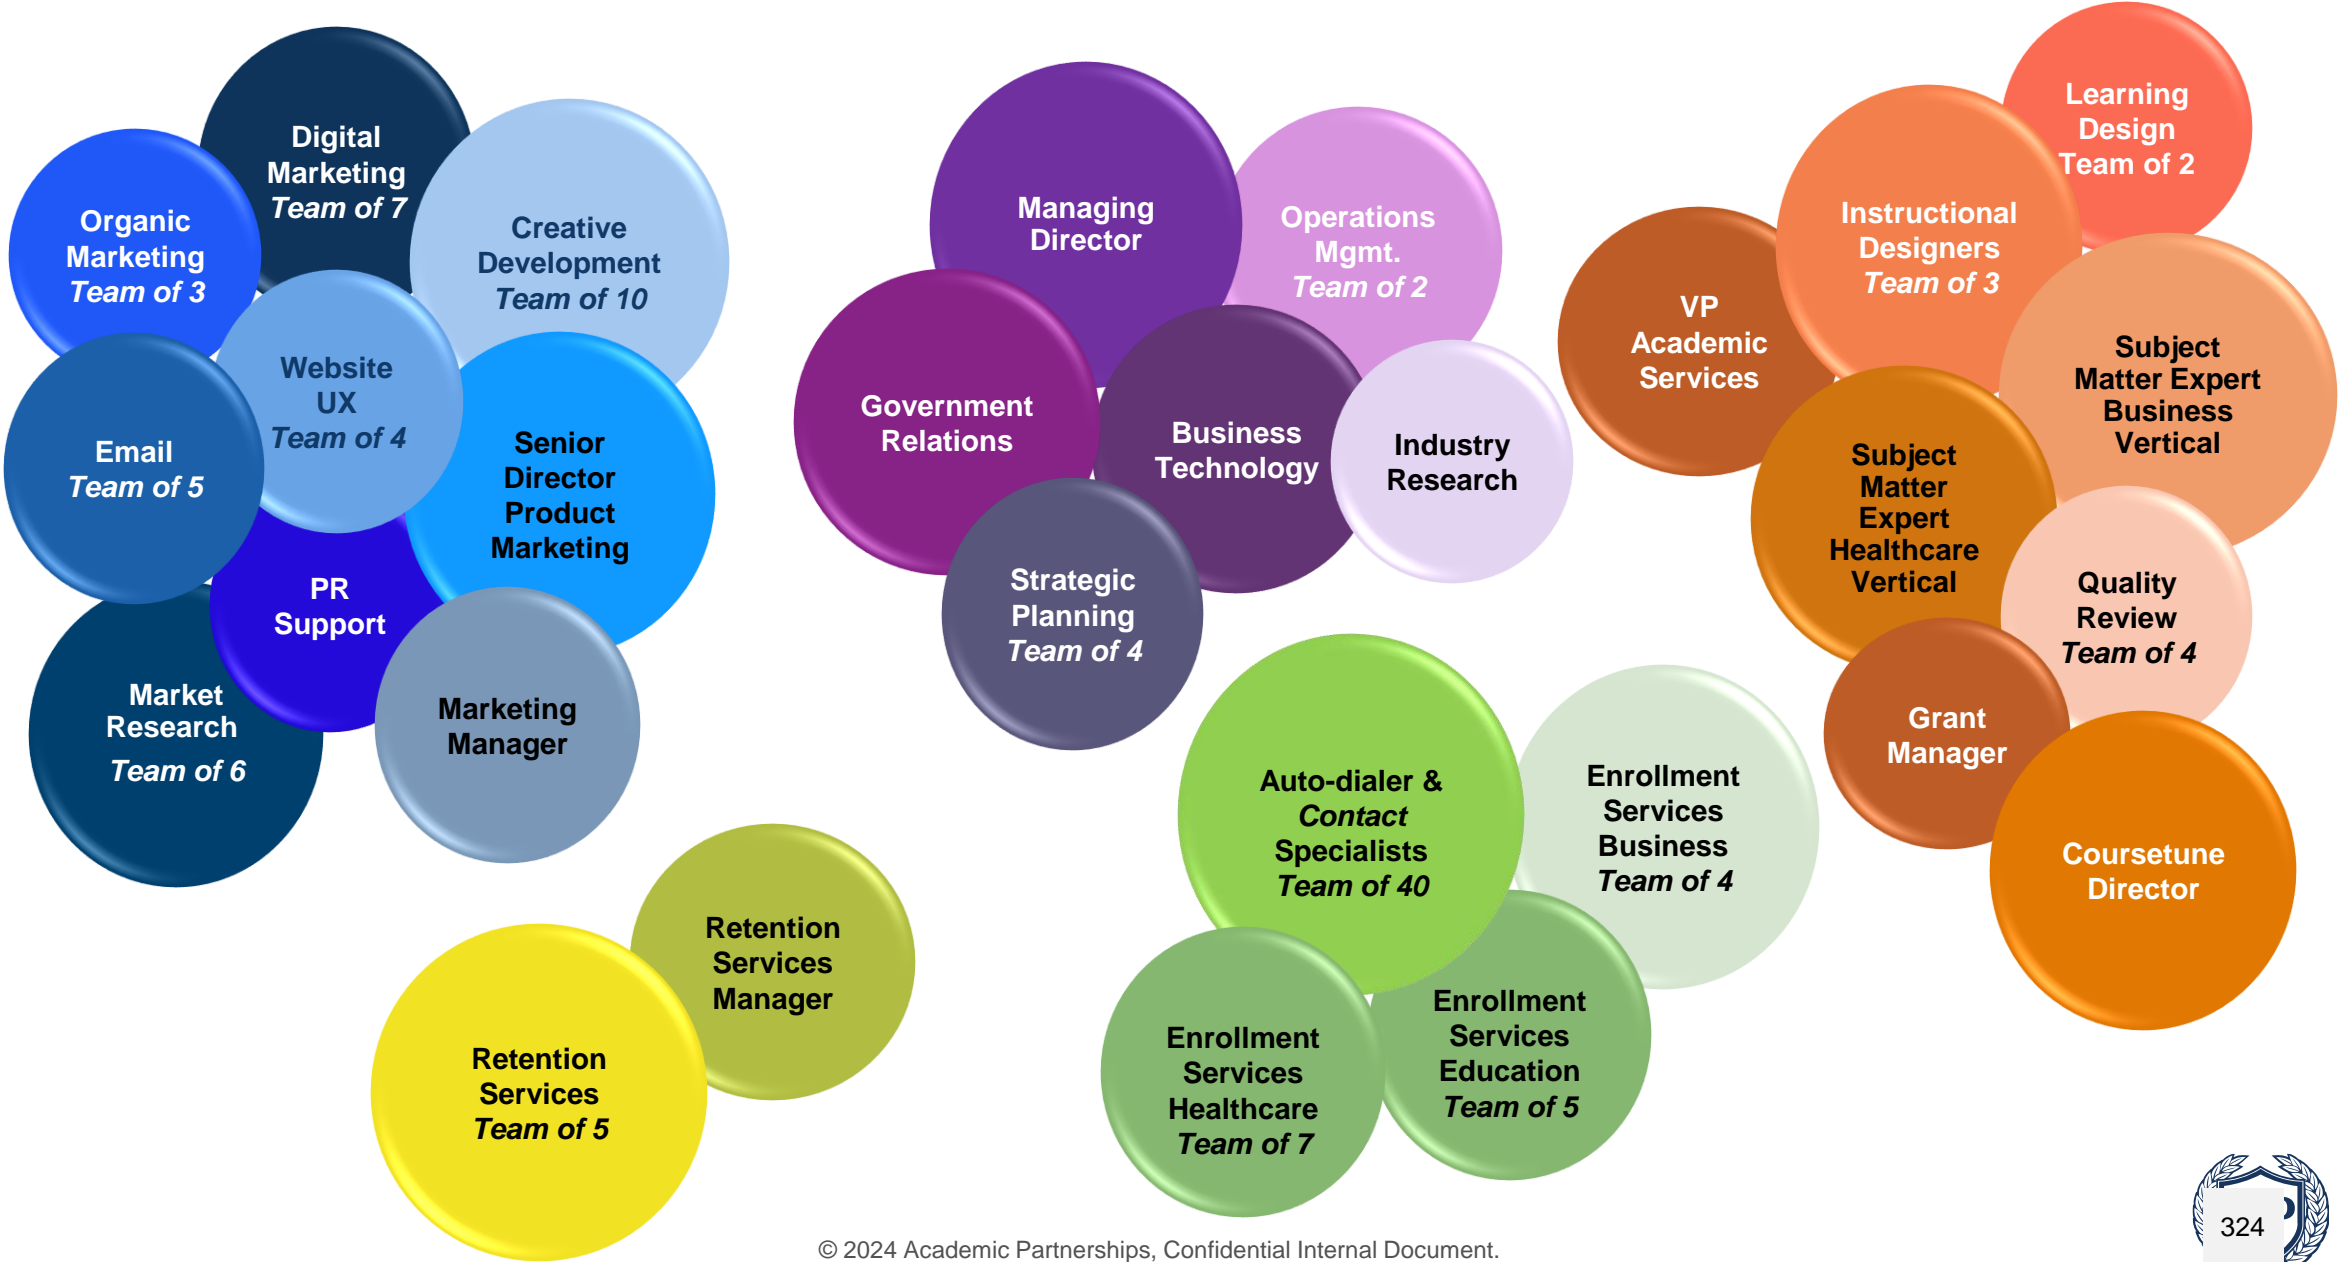 Digital
Marketing
Team of 7
Organic
Marketing
Team of 3
Creative
Development
Team of 10
Website
UX
Team of 4
Email
Team of 5
Senior
Director
Product
Marketing
PR
Support
Market
Research
Team of 6
Marketing
Manager
Retention
Services
Manager
Retention
Services
Team of 5
Managing
Director
Operations
Mgmt.
Team of 2
Government
Relations
Business
Technology
Industry
Research
Strategic
Planning
Team of 4
Auto-dialer &
Contact
Specialists
Team of 40
Enrollment
Services
Business
Team of 4
Enrollment
Services
Healthcare
Team of 7
Enrollment
Services
Education
Team of 5
Learning
Design
Team of 2
Instructional
Designers
Team of 3
VP
Academic
Services
Subject
Matter Expert
Business
Vertical
Subject
Matter
Expert
Healthcare
Vertical
Quality
Review
Team of 4
Grant
Manager
Coursetune
Director
© 2024 Academic Partnerships, Confidential Internal Document.
324